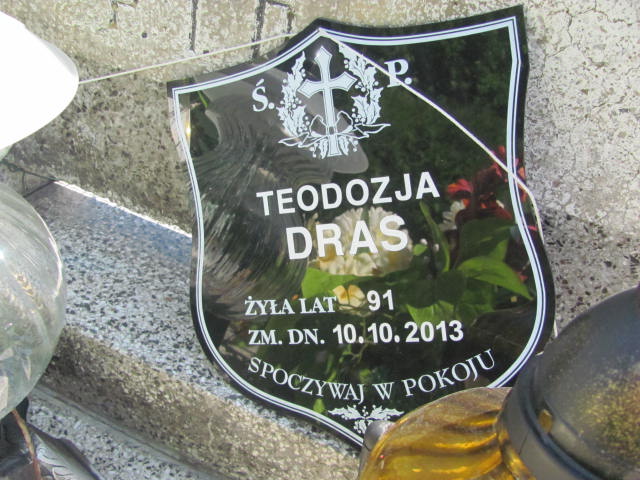 Ś. P.
TEODOZJA
DRAS
ŻYŁA LAT 91
ZM. DN. 10.10.2013
SPOCZYWAJ W POKOJU